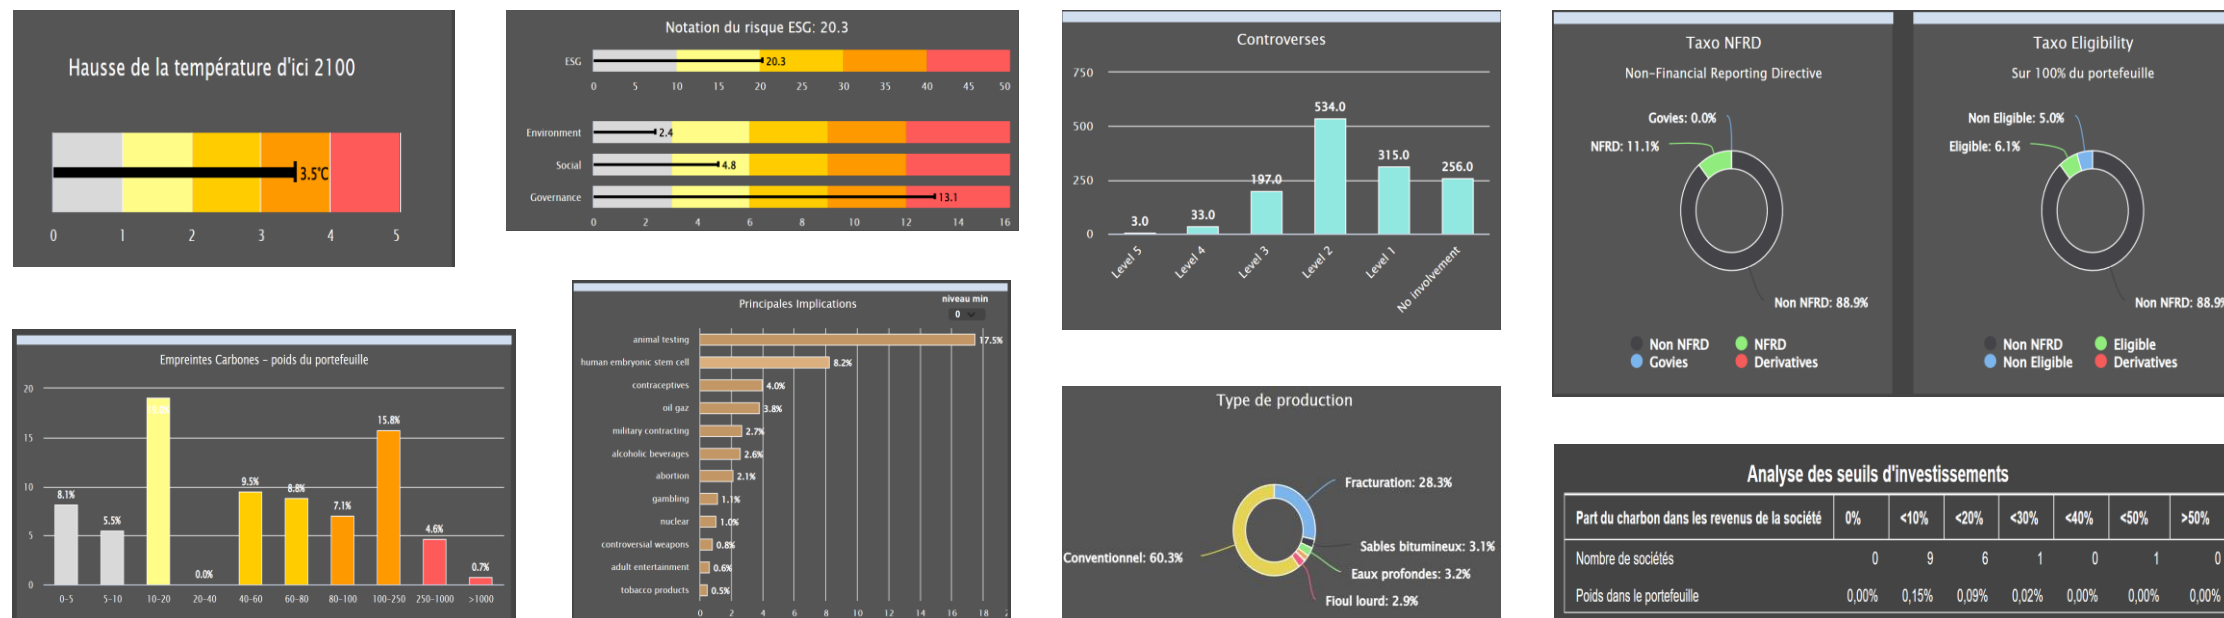 Hausse de la température d'ici 2100
3.5°C
0 1 2 3 4 5
Notation du risque ESG: 20.3
ESG
20.3
0 5 10 15 20 25 30 35 40 45 50
Environment
2.4
Social
4.8
Governance
13.1
0 2 4 6 8 10 12 14 16
Controverses
750
500
250
0
3.0
33.0
197.0
534.0
315.0
256.0
Level 5
Level 4
Level 3
Level 2
Level 1
No involvement
Taxo NFRD
Non-Financial Reporting Directive
Govies: 0.0%
NFRD: 11.1%
Non NFRD: 88.9%
Non NFRD NFRD
Govies Derivatives
Taxo Eligibility
Sur 100% du portefeuille
Non Eligible: 5.0%
Eligible: 6.1%
Non NFRD: 88.9%
Non NFRD Eligible
Non Eligible Derivatives
Empreintes Carbones - poids du portefeuille
20
15
10
5
0
8.1%
5.5%
0.0%
9.5%
8.8%
7.1%
15.8%
4.6%
0.7%
0-5 5-10 10-20 20-40 40-60 60-80 80-100 100-250 250-1000 >1000
Principales Implications
niveau min
0
animal testing 17.5%
human embryonic stem cell 8.2%
contraceptives 4.0%
oil gaz 3.8%
military contracting 2.7%
alcoholic beverages 2.6%
abortion 2.1%
gambling 1.1%
nuclear 1.0%
controversial weapons 0.8%
adult entertainment 0.6%
tobacco products 0.5%
0 2 4 6 8 10 12 14 16 18
Type de production
Fracturation: 28.3%
Sables bitumineux: 3.1%
Eaux profondes: 3.2%
Fioul lourd: 2.9%
Conventionnel: 60.3%
Analyse des seuils d'investissements
Part du charbon dans les revenus de la société 0% <10% <20% <30% <40% <50% >50%
Nombre de sociétés 0 9 6 1 0 1 0
Poids dans le portefeuille 0,00% 0,15% 0,09% 0,02% 0,00% 0,00% 0,00%